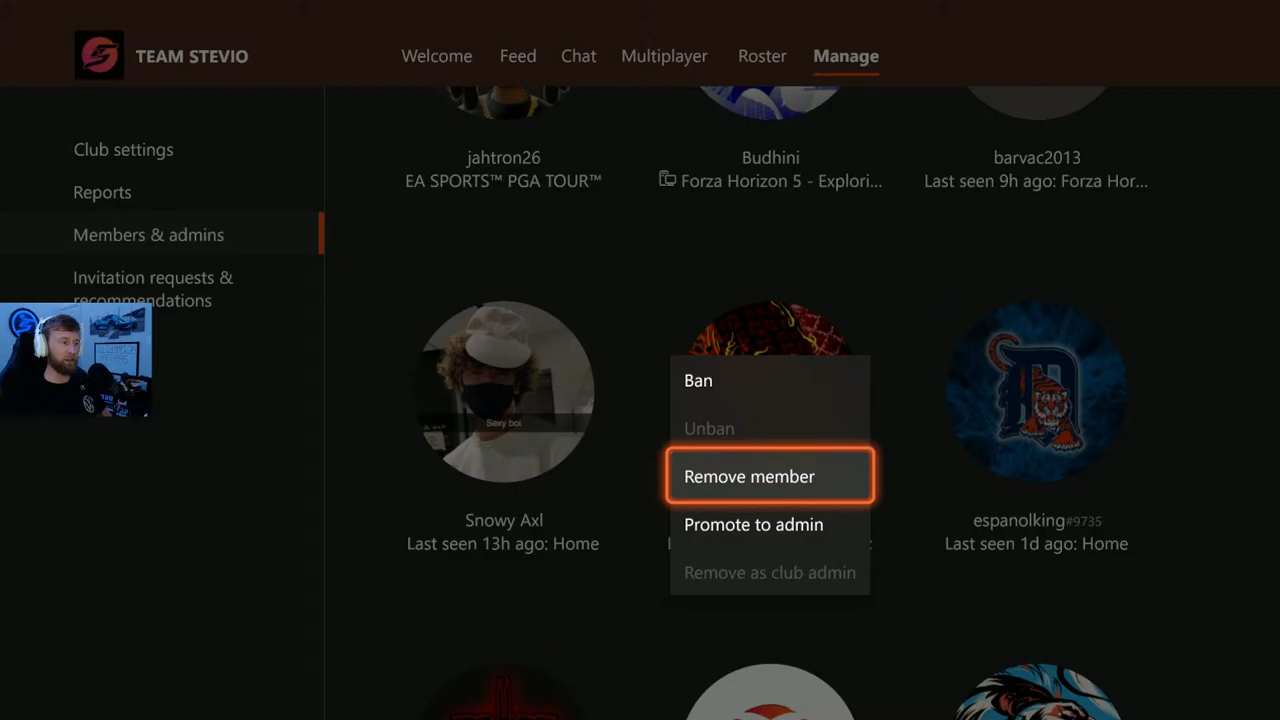 TEAM STEVIO
Welcome Feed Chat Multiplayer Roster Manage
Club settings
Reports
Members & admins
Invitation requests &
recommendations
jahtron26
EA SPORTS™ PGA TOUR™
Budhini
Forza Horizon 5 - Explori...
barvac2013
Last seen 9h ago: Forza Hor...
Sexy boi
Snowy Axl
Last seen 13h ago: Home
Ban
Unban
Remove member
Promote to admin
Remove as club admin
espanolking#9735
Last seen 1d ago: Home